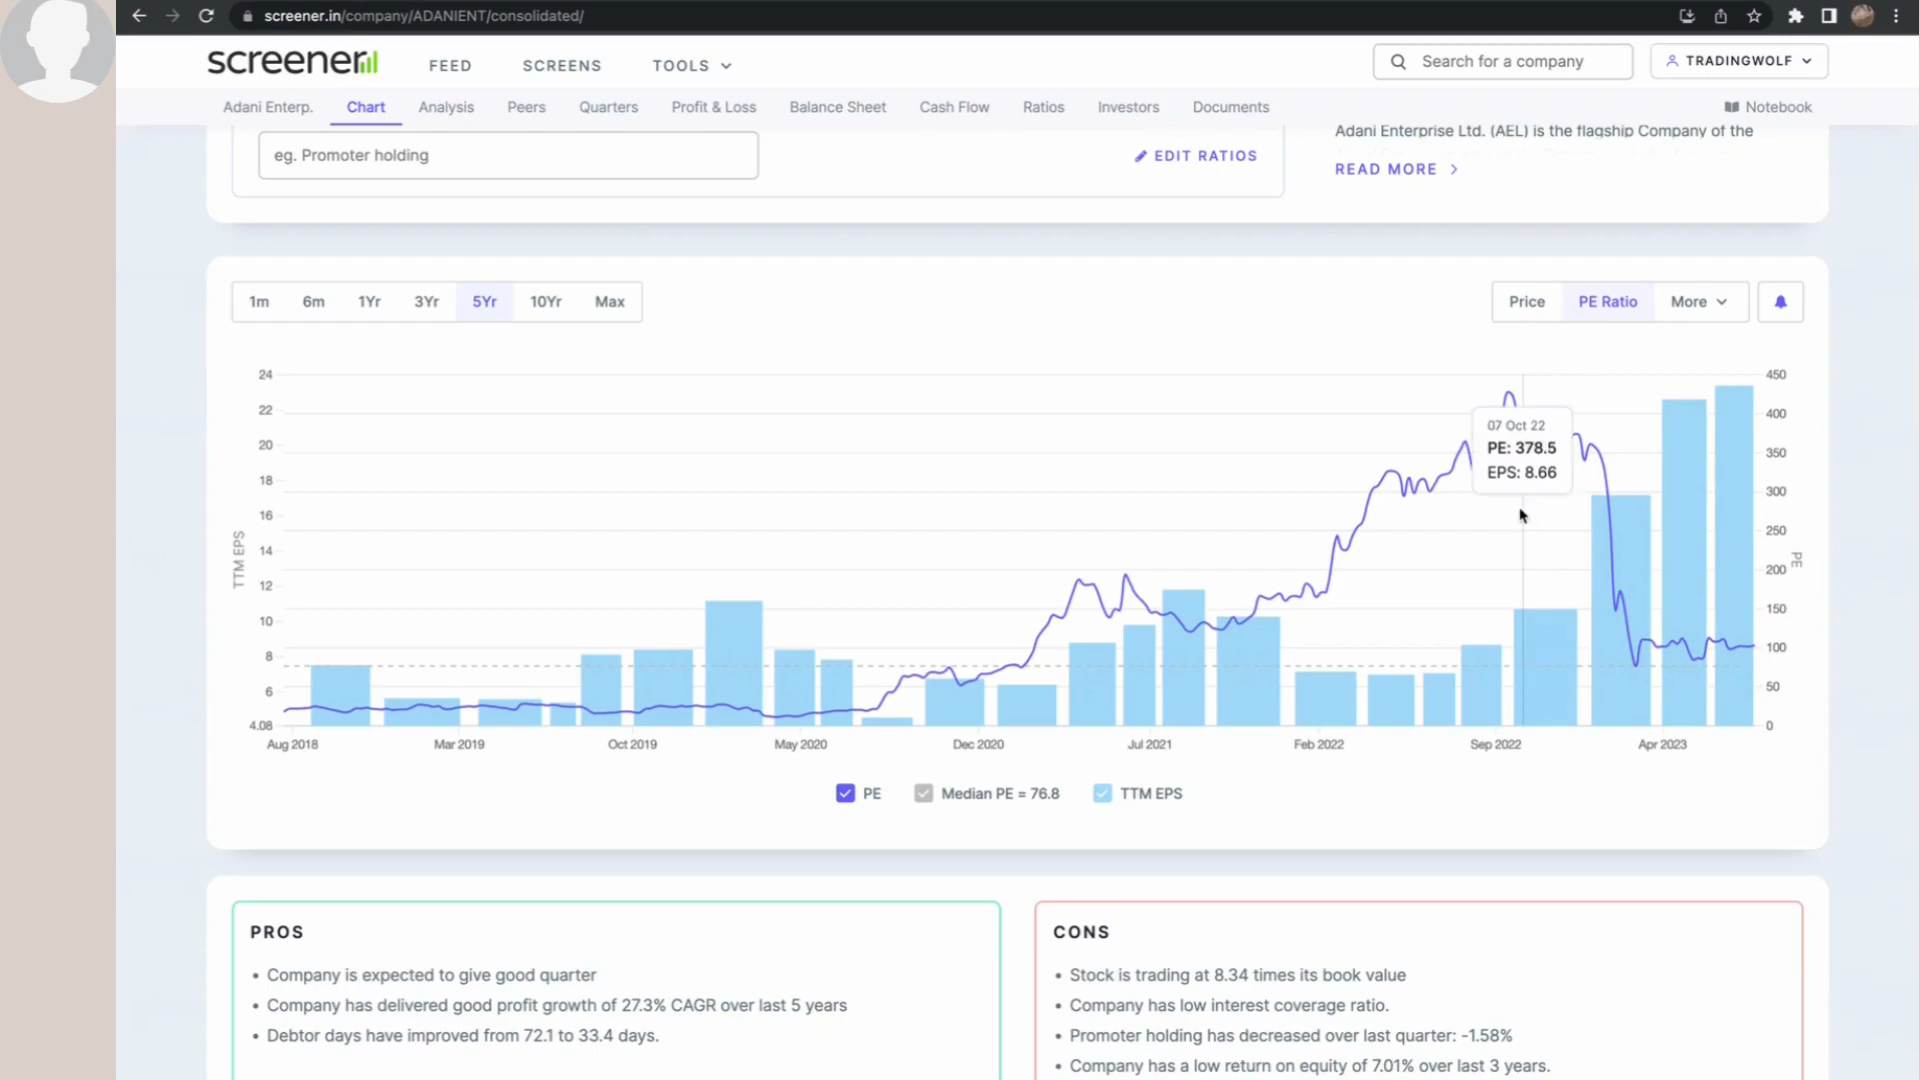 screener.in/company/ADANIENT/consolidated/
screener
FEED
SCREENS
TOOLS
Search for a company
TRADINGWOLF
Adani Enterp.
Chart
Analysis
Peers
Quarters
Profit & Loss
Balance Sheet
Cash Flow
Ratios
Investors
Documents
Notebook
eg. Promoter holding
EDIT RATIOS
Adani Enterprise Ltd. (AEL) is the flagship Company of the
READ MORE
1m
6m
1Yr
3Yr
5Yr
10Yr
Max
Price
PE Ratio
More
24
22
20
18
16
14
12
10
8
6
4.08
TTM EPS
450
400
350
300
250
200
150
100
50
0
PE
07 Oct 22
PE: 378.5
EPS: 8.66
Aug 2018
Mar 2019
Oct 2019
May 2020
Dec 2020
Jul 2021
Feb 2022
Sep 2022
Apr 2023
PE
Median PE = 76.8
TTM EPS
PROS
• Company is expected to give good quarter
• Company has delivered good profit growth of 27.3% CAGR over last 5 years
• Debtor days have improved from 72.1 to 33.4 days.
CONS
• Stock is trading at 8.34 times its book value
• Company has low interest coverage ratio.
• Promoter holding has decreased over last quarter: -1.58%
• Company has a low return on equity of 7.01% over last 3 years.